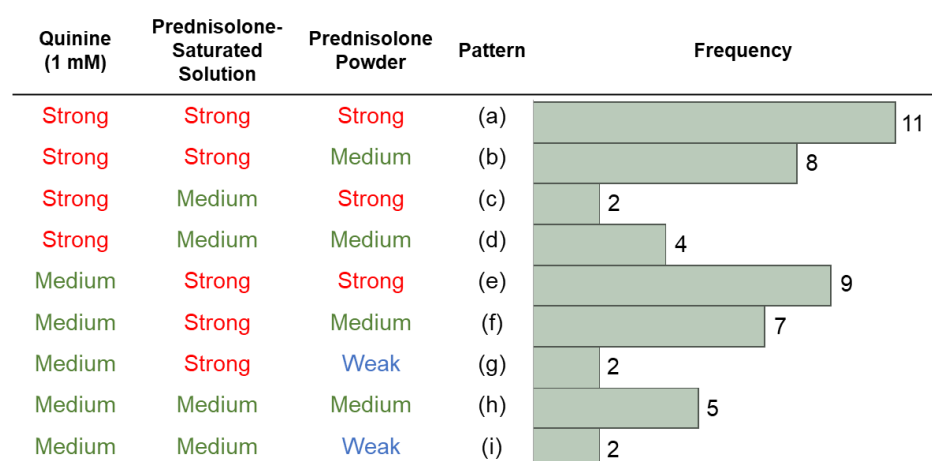 Quinine (1 mM) Prednisolone-Saturated Solution Prednisolone Powder Pattern Frequency
Strong Strong Strong (a) 11
Strong Strong Medium (b) 8
Strong Medium Strong (c) 2
Strong Medium Medium (d) 4
Medium Strong Strong (e) 9
Medium Strong Medium (f) 7
Medium Strong Weak (g) 2
Medium Medium Medium (h) 5
Medium Medium Weak (i) 2